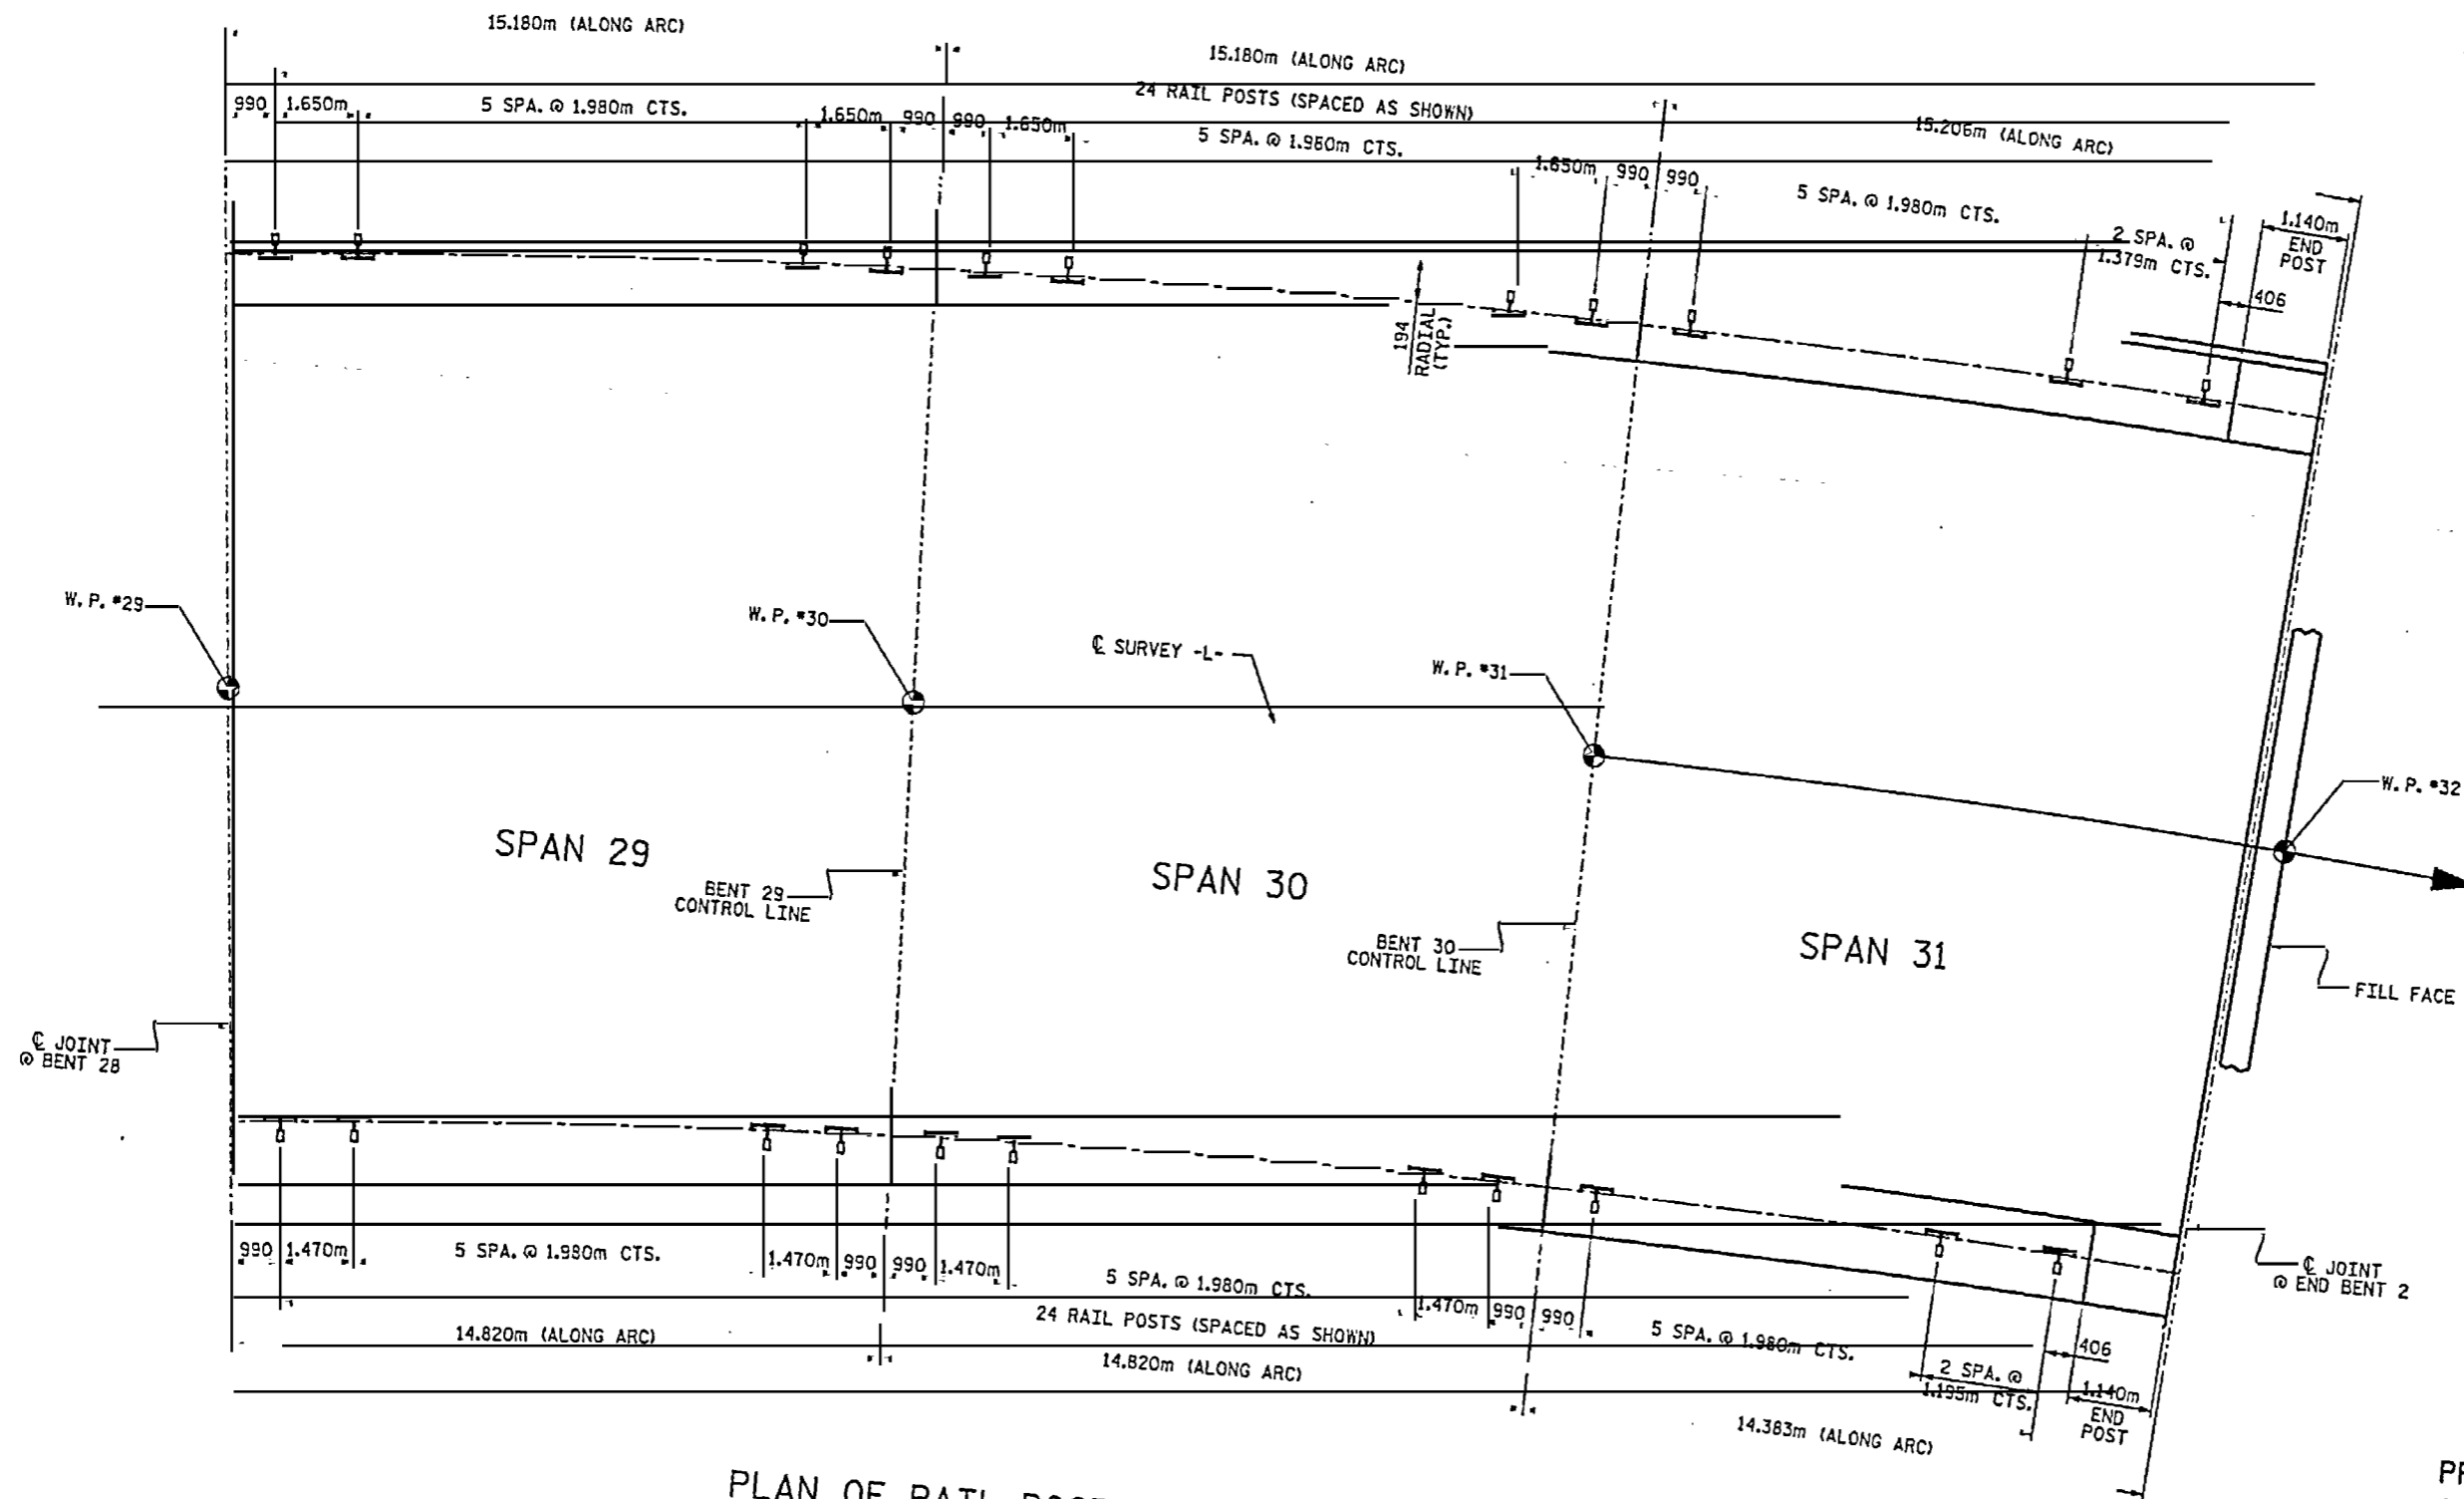 15.180m (ALONG ARC)
15.180m (ALONG ARC)
24 RAIL POSTS (SPACED AS SHOWN)
15.206m (ALONG ARC)
990
1.650m
5 SPA. @ 1.980m CTS.
1.650m
990
990
1.650m
5 SPA. @ 1.980m CTS.
1.650m
990
990
5 SPA. @ 1.980m CTS.
2 SPA. @
1.379m CTS.
1.140m
END
POST
406
194
RADIAL
(TYP.)
W.P. #29
W.P. #30
℄ SURVEY -L-
W.P. #31
W.P. #32
SPAN 29
BENT 29
CONTROL LINE
SPAN 30
BENT 30
CONTROL LINE
SPAN 31
FILL FACE
℄ JOINT
@ BENT 28
990
1.470m
5 SPA. @ 1.980m CTS.
1.470m
990
990
1.470m
5 SPA. @ 1.980m CTS.
1.470m
990
990
5 SPA. @ 1.980m CTS.
℄ JOINT
@ END BENT 2
14.820m (ALONG ARC)
24 RAIL POSTS (SPACED AS SHOWN)
14.820m (ALONG ARC)
2 SPA. @
1.195m CTS.
406
1.140m
END
POST
14.383m (ALONG ARC)
PLAN OF RAIL POST